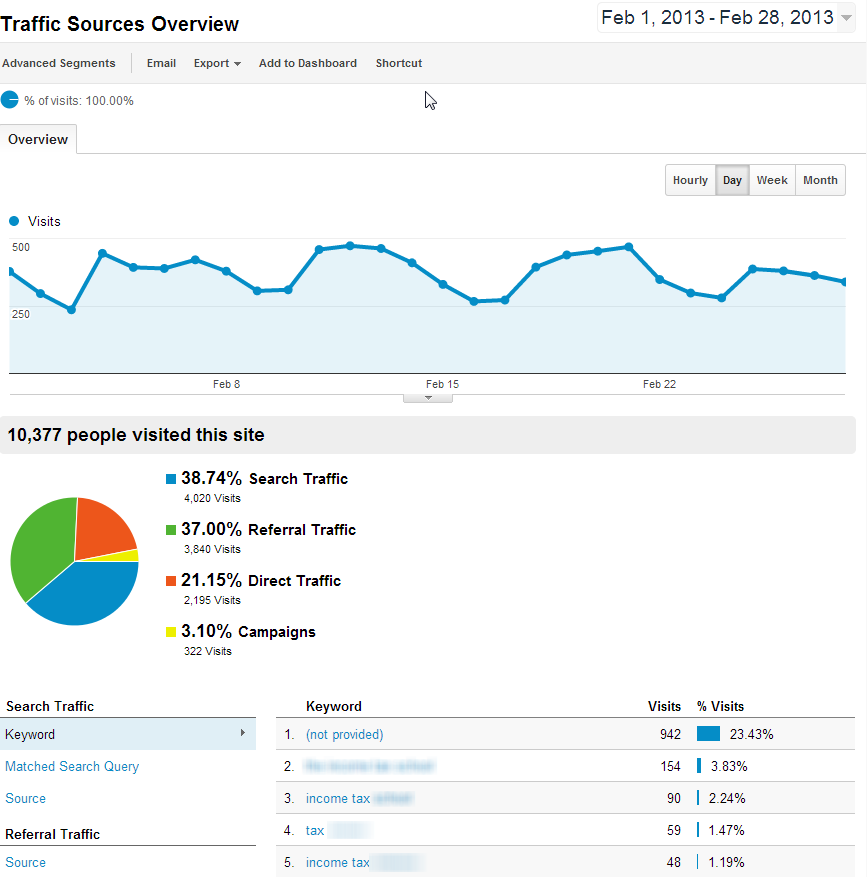 Traffic Sources Overview
Feb 1, 2013 - Feb 28, 2013
Advanced Segments Email Export Add to Dashboard Shortcut
% of visits: 100.00%
Overview
Hourly Day Week Month
Visits
500
250
Feb 8 Feb 15 Feb 22
10,377 people visited this site
38.74% Search Traffic
4,020 Visits
37.00% Referral Traffic
3,840 Visits
21.15% Direct Traffic
2,195 Visits
3.10% Campaigns
322 Visits
Search Traffic
Keyword
Matched Search Query
Source
Referral Traffic
Source
Keyword Visits % Visits
1. (not provided) 942 23.43%
2. 154 3.83%
3. income tax 90 2.24%
4. tax 59 1.47%
5. income tax 48 1.19%